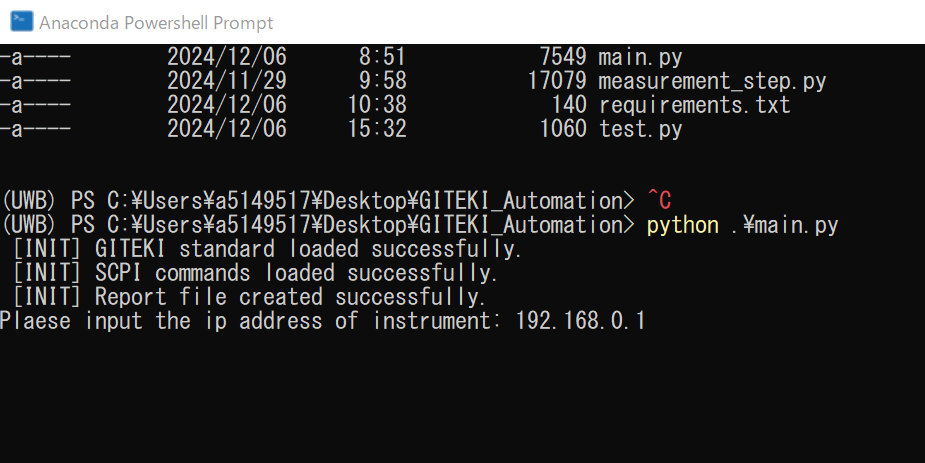 Anaconda Powershell Prompt
-a---- 2024/12/06 8:51 7549 main.py
-a---- 2024/11/29 9:58 17079 measurement_step.py
-a---- 2024/12/06 10:38 140 requirements.txt
-a---- 2024/12/06 15:32 1060 test.py
(UWB) PS C:¥Users¥a5149517¥Desktop¥GITEKI_Automation> ^C
(UWB) PS C:¥Users¥a5149517¥Desktop¥GITEKI_Automation> python .¥main.py
[INIT] GITEKI standard loaded successfully.
[INIT] SCPI commands loaded successfully.
[INIT] Report file created successfully.
Plaese input the ip address of instrument: 192.168.0.1